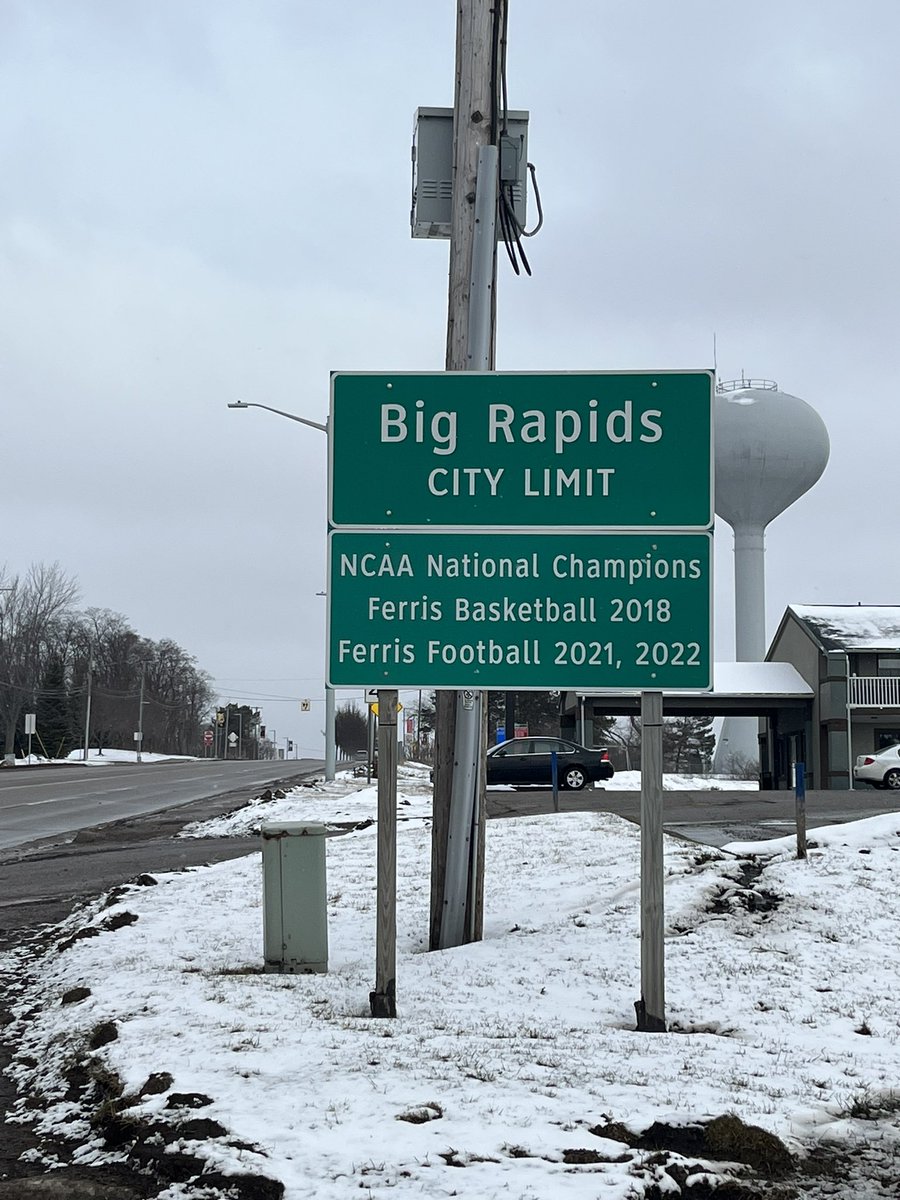 Big Rapids
CITY LIMIT
NCAA National Champions
Ferris Basketball 2018
Ferris Football 2021, 2022